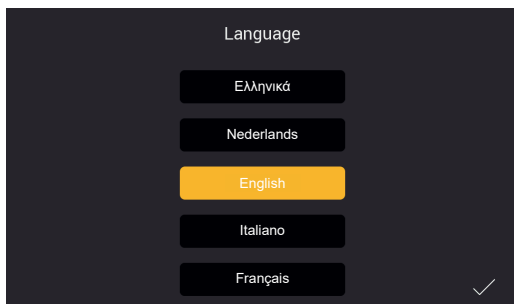 Language
Ελληνικά
Nederlands
English
Italiano
Français